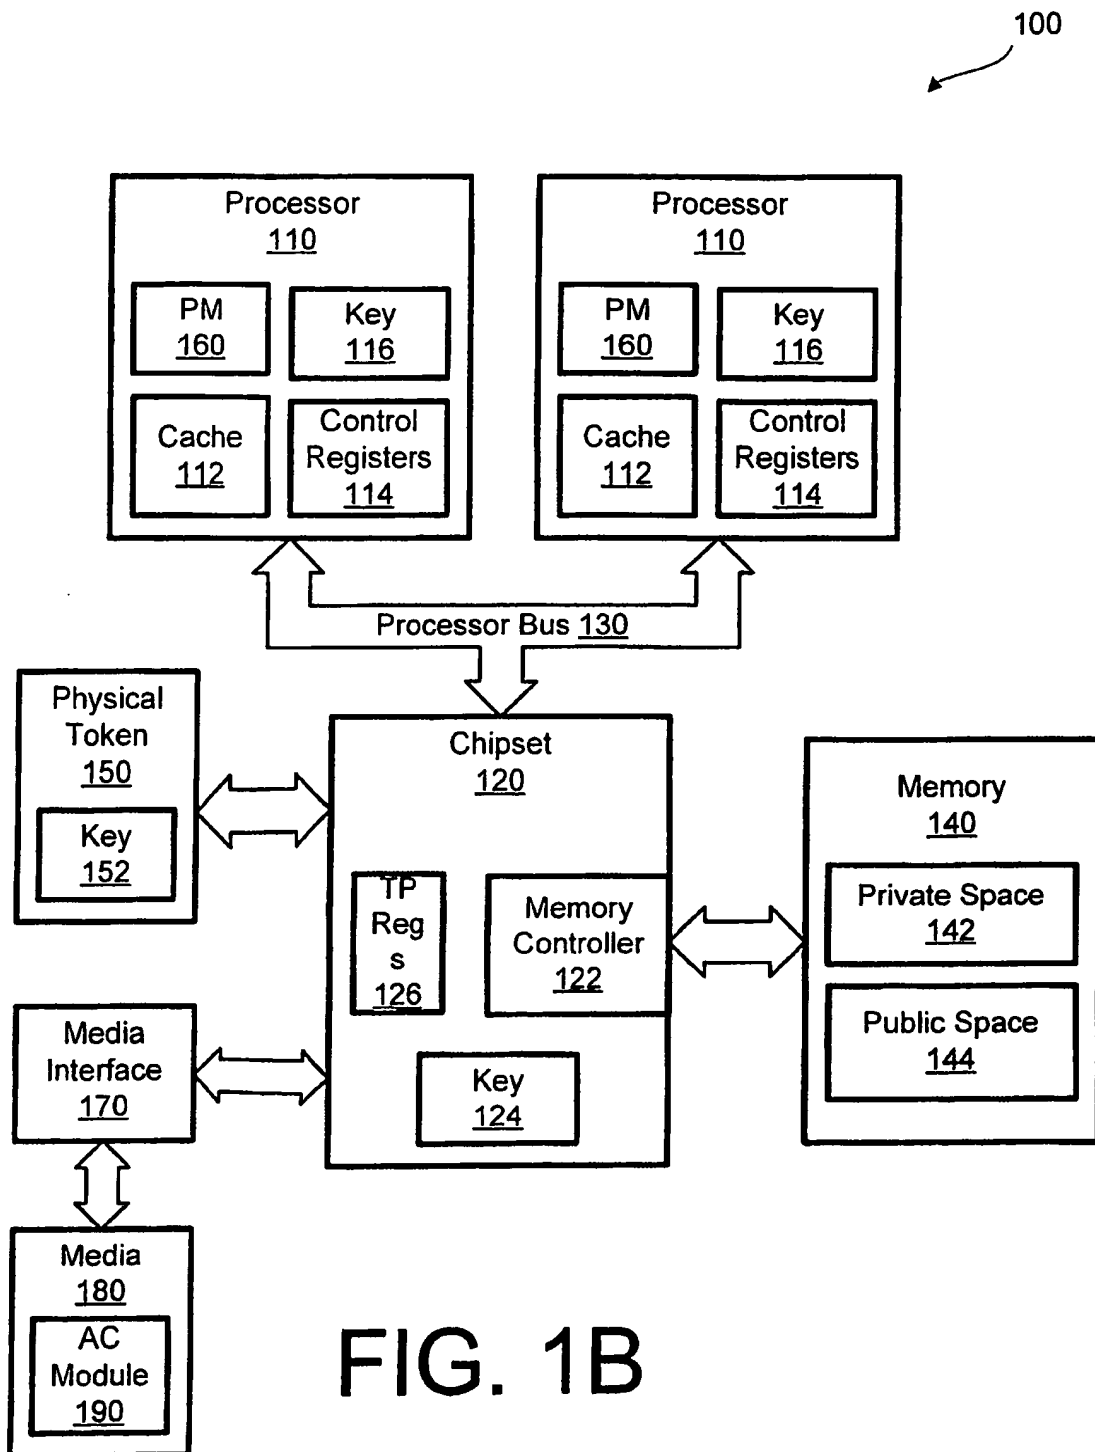 100
Processor
110
PM
160
Key
116
Cache
112
Control
Registers
114
Processor
110
PM
160
Key
116
Cache
112
Control
Registers
114
Processor Bus 130
Physical
Token
150
Key
152
Chipset
120
TP
Reg
s
126
Memory
Controller
122
Key
124
Memory
140
Private Space
142
Public Space
144
Media
Interface
170
Media
180
AC
Module
190
FIG. 1B